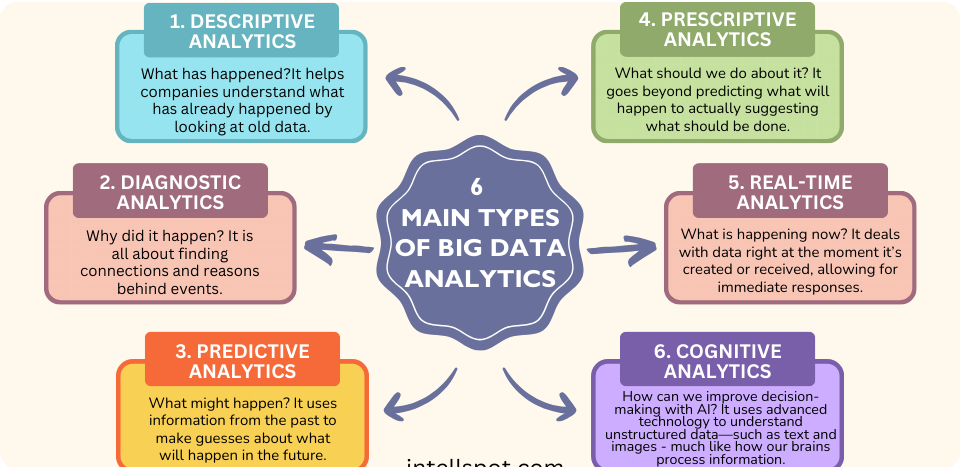 1. DESCRIPTIVE
ANALYTICS
What has happened?It helps
companies understand what
has already happened by
looking at old data.
2. DIAGNOSTIC
ANALYTICS
Why did it happen? It is
all about finding
connections and reasons
behind events.
3. PREDICTIVE
ANALYTICS
What might happen? It uses
information from the past to
make guesses about what
will happen in the future.
6
MAIN TYPES
OF BIG DATA
ANALYTICS
4. PRESCRIPTIVE
ANALYTICS
What should we do about it? It
goes beyond predicting what will
happen to actually suggesting
what should be done.
5. REAL-TIME
ANALYTICS
What is happening now? It deals
with data right at the moment it’s
created or received, allowing for
immediate responses.
6. COGNITIVE
ANALYTICS
How can we improve decision-
making with AI? It uses advanced
technology to understand
unstructured data—such as text and
images - much like how our brains
process information.
intellspot.com